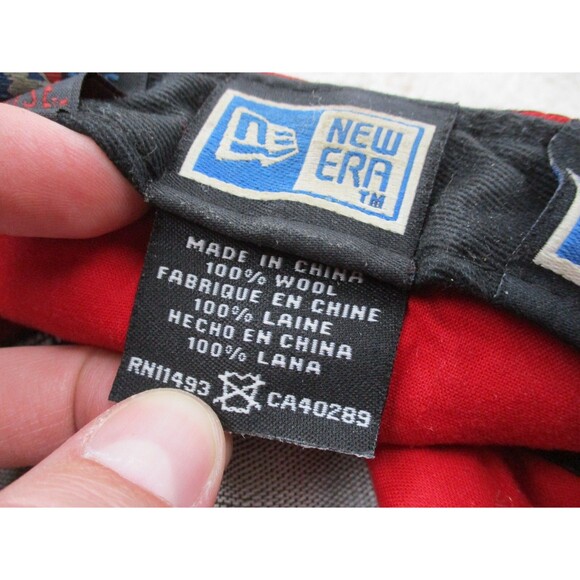 NE
NEW
ERA
TM
MADE IN CHINA
100% WOOL
FABRIQUE EN CHINE
100% LAINE
HECHO EN CHINA
100% LANA
RN11493 CA40289